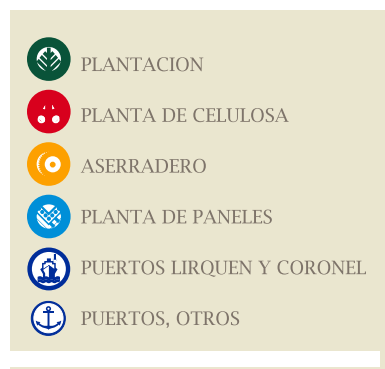 PLANTACION
PLANTA DE CELULOSA
ASERRADERO
PLANTA DE PANELES
PUERTOS LIRQUEN Y CORONEL
PUERTOS, OTROS